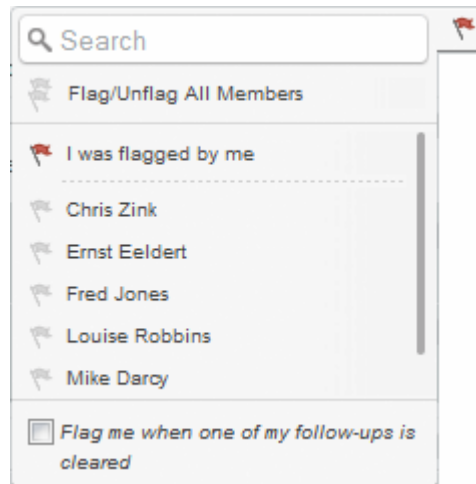 Search
Flag/Unflag All Members
I was flagged by me
Chris Zink
Ernst Eeldert
Fred Jones
Louise Robbins
Mike Darcy
Flag me when one of my follow-ups is
cleared